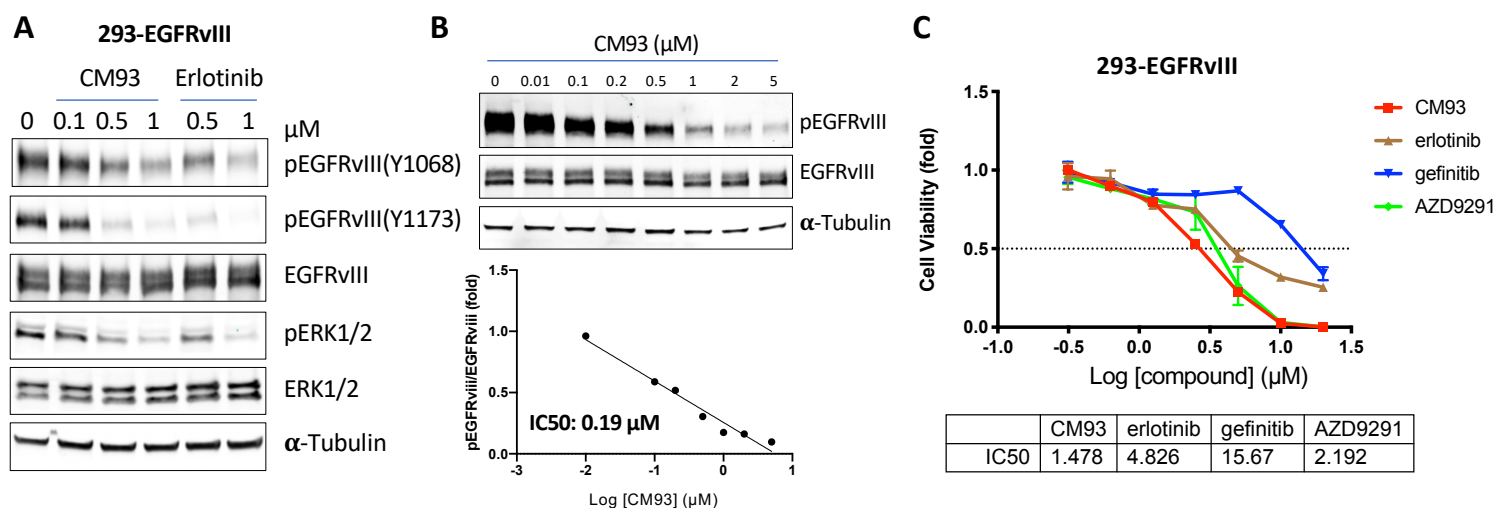 A
293-EGFRvIII
CM93 Erlotinib
0 0.1 0.5 1 0.5 1
μM
pEGFRvIII(Y1068)
pEGFRvIII(Y1173)
EGFRvIII
pERK1/2
ERK1/2
α-Tubulin
B
CM93 (μM)
0 0.01 0.1 0.2 0.5 1 2 5
pEGFRvIII
EGFRvIII
α-Tubulin
pEGFRviii/EGFRviii (fold)
1.0
0.5
0.0
IC50: 0.19 μM
-3 -2 -1 0 1
Log [CM93] (μM)
C
293-EGFRvIII
Cell Viability (fold)
1.5
1.0
0.5
0.0
-1.0 -0.5 0.0 0.5 1.0 1.5
Log [compound] (μM)
CM93
erlotinib
gefinitib
AZD9291
CM93 erlotinib gefinitib AZD9291
IC50 1.478 4.826 15.67 2.192